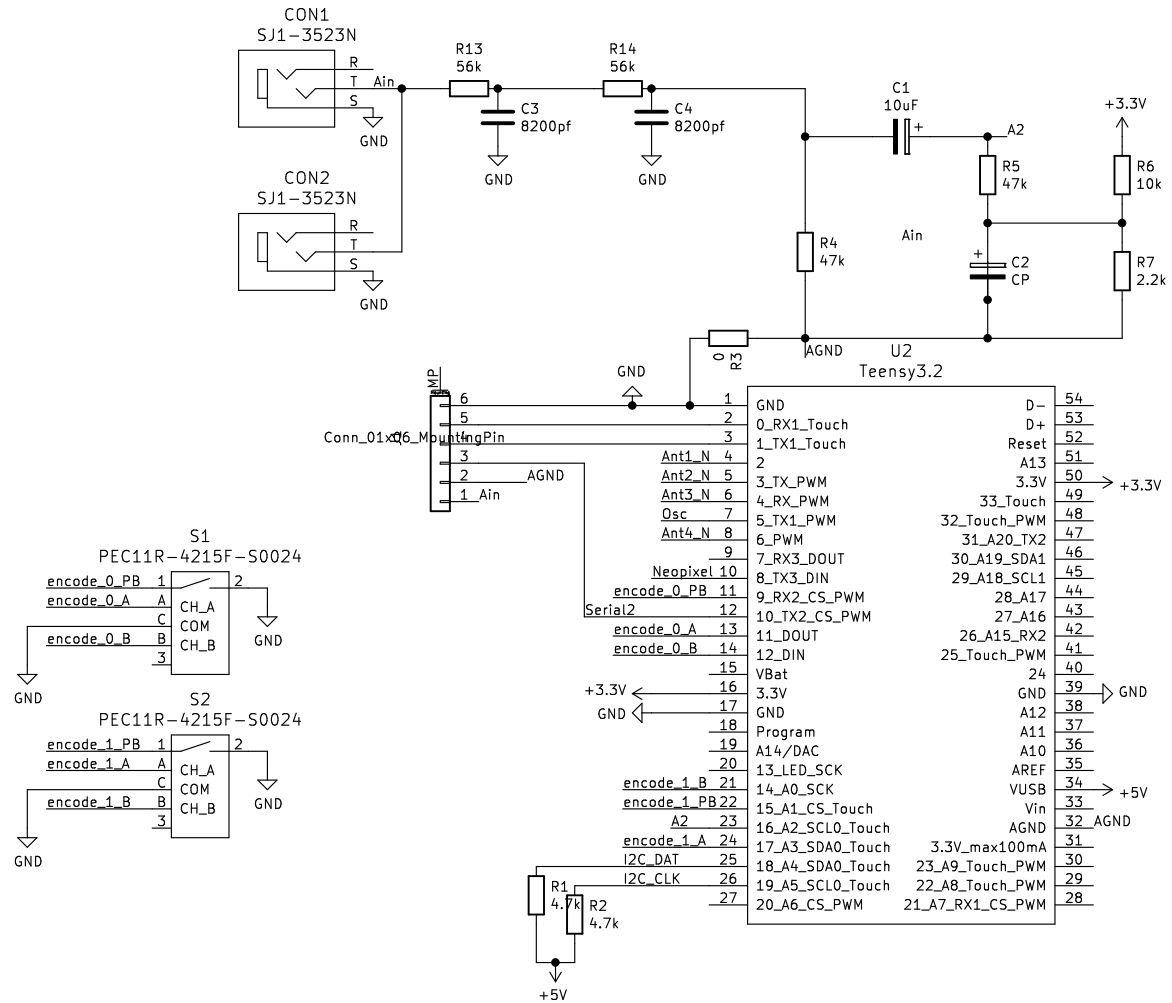 CON1
SJ1-3523N
R
T
S
Ain
GND
R13
56k
C3
8200pf
GND
R14
56k
C4
8200pf
GND
C1
10uF
+
A2
+3.3V
R5
47k
R6
10k
CON2
SJ1-3523N
R
T
S
GND
R4
47k
Ain
+
C2
CP
R7
2.2k
AGND
0
R3
GND
U2
Teensy3.2
Conn_01x06_MountingPin
6
5
4
3
2 AGND
1 Ain
1 GND
2 0_RX1_Touch
3 1_TX1_Touch
Ant1_N 4 2
Ant2_N 5 3_TX_PWM
Ant3_N 6 4_RX_PWM
Osc 7 5_TX1_PWM
Ant4_N 8 6_PWM
9 7_RX3_DOUT
Neopixel 10 8_TX3_DIN
encode_0_PB 11 9_RX2_CS_PWM
Serial2 12 10_TX2_CS_PWM
encode_0_A 13 11_DOUT
encode_0_B 14 12_DIN
15 VBat
+3.3V 16 3.3V
GND 17 GND
18 Program
19 A14/DAC
20 13_LED_SCK
encode_1_B 21 14_A0_SCK
encode_1_PB 22 15_A1_CS_Touch
A2 23 16_A2_SCL0_Touch
encode_1_A 24 17_A3_SDA0_Touch
I2C_DAT 25 18_A4_SDA0_Touch
I2C_CLK 26 19_A5_SCL0_Touch
27 20_A6_CS_PWM
D- 54
D+ 53
Reset 52
A13 51
3.3V 50 +3.3V
33_Touch 49
32_Touch_PWM 48
31_A20_TX2 47
30_A19_SDA1 46
29_A18_SCL1 45
28_A17 44
27_A16 43
26_A15_RX2 42
25_Touch_PWM 41
24 40
GND 39 GND
A12 38
A11 37
A10 36
AREF 35
VUSB 34 +5V
Vin 33
AGND 32 AGND
3.3V_max100mA 31
23_A9_Touch_PWM 30
22_A8_Touch_PWM 29
21_A7_RX1_CS_PWM 28
R1
4.7k
R2
4.7k
+5V
S1
PEC11R-4215F-S0024
encode_0_PB 1 2
encode_0_A A CH_A
C COM
encode_0_B B CH_B
3
GND
GND
S2
PEC11R-4215F-S0024
encode_1_PB 1 2
encode_1_A A CH_A
C COM
encode_1_B B CH_B
3
GND
GND